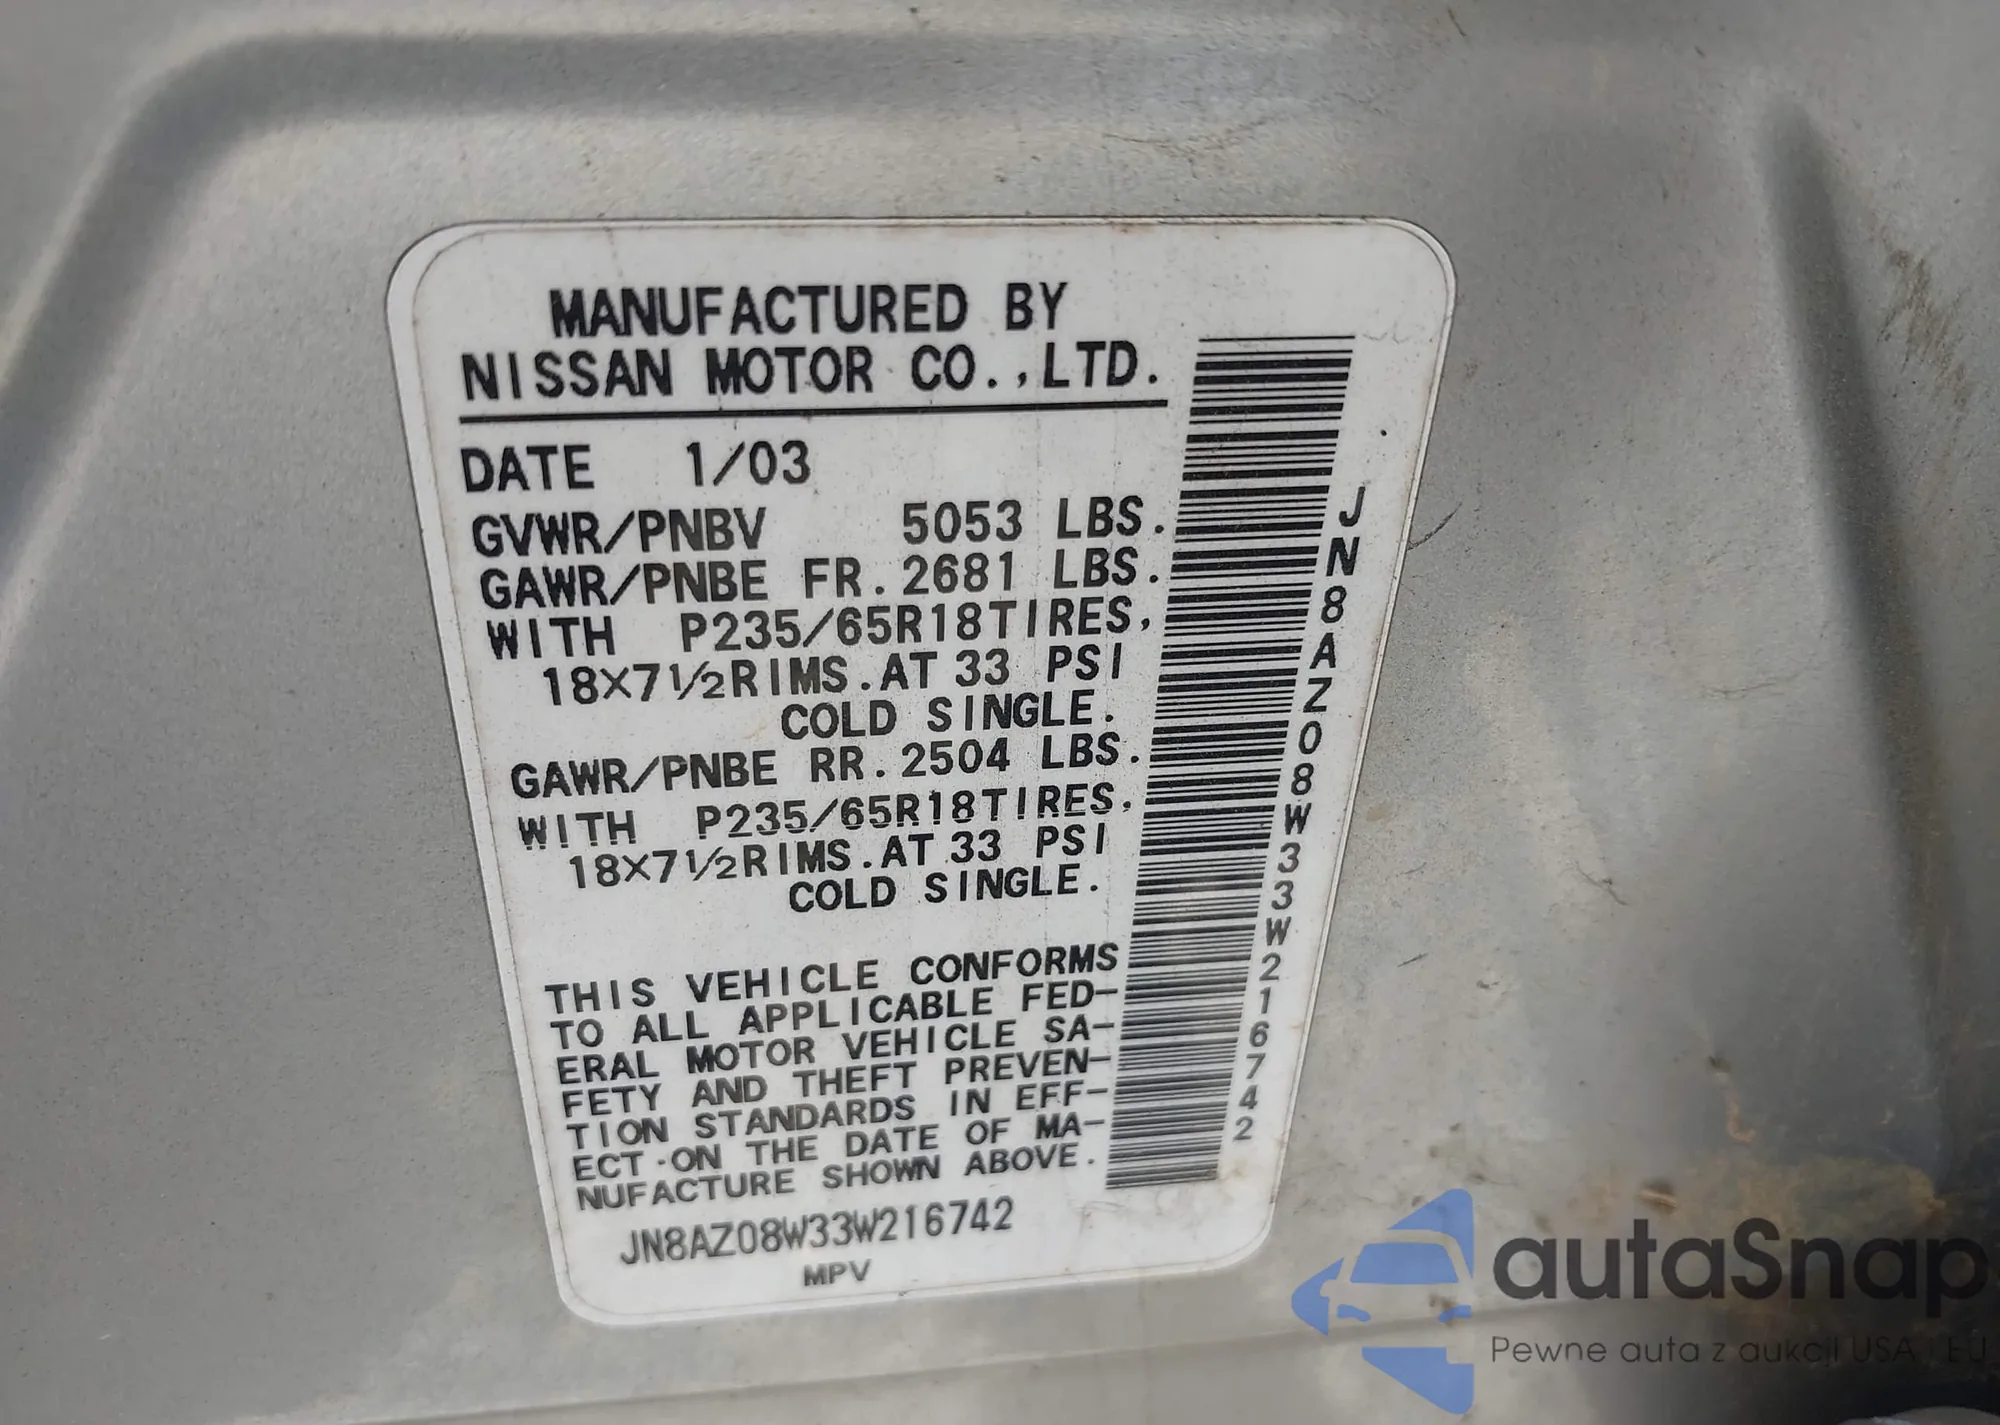 MANUFACTURED BY
NISSAN MOTOR CO.,LTD.
DATE 1/03
GVWR/PNBV 5053 LBS.
GAWR/PNBE FR.2681 LBS.
WITH P235/65R18TIRES,
18X7½RIMS.AT 33 PSI
COLD SINGLE.
GAWR/PNBE RR.2504 LBS.
WITH P235/65R18TIRES,
18X7½RIMS.AT 33 PSI
COLD SINGLE.
THIS VEHICLE CONFORMS
TO ALL APPLICABLE FED-
ERAL MOTOR VEHICLE SA-
FETY AND THEFT PREVEN-
TION STANDARDS IN EFF-
ECT ON THE DATE OF MA-
NUFACTURE SHOWN ABOVE.
JN8AZ08W33W216742
MPV
JN8AZ08W33W216742
autaSnap
Pewne auta z aukcji USA i EU